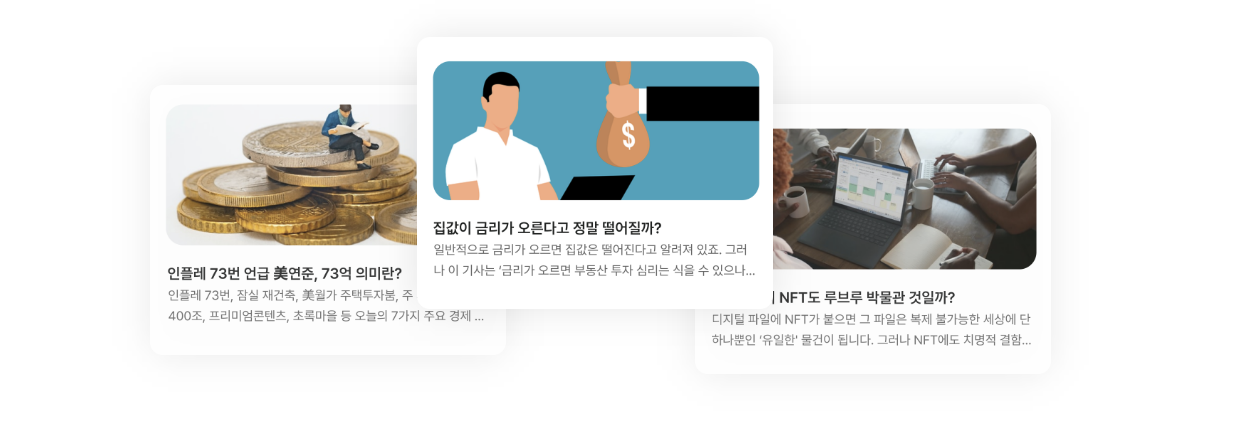 인플레 73번 언급 美연준, 73억 의미란?
인플레 73번, 잠실 재건축, 美월가 주택투자붐, 주
400조, 프리미엄콘텐츠, 초록마을 등 오늘의 7가지 주요 경제 ...
$
집값이 금리가 오른다고 정말 떨어질까?
일반적으로 금리가 오르면 집값은 떨어진다고 알려져 있죠. 그러
나 이 기사는 ‘금리가 오르면 부동산 투자 심리는 식을 수 있으나...
NFT도 루브루 박물관 것일까?
디지털 파일에 NFT가 붙으면 그 파일은 복제 불가능한 세상에 단
하나뿐인 ‘유일한’ 물건이 됩니다. 그러나 NFT에도 치명적 결함...